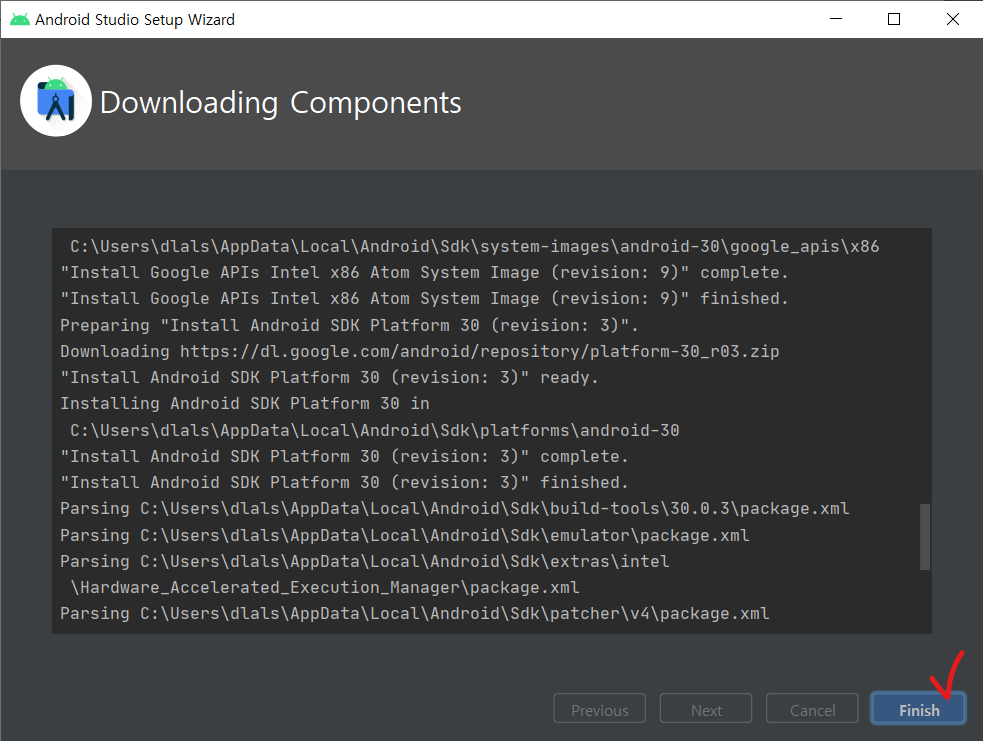 Android Studio Setup Wizard
Downloading Components
C:\Users\dlals\AppData\Local\Android\Sdk\system-images\android-30\google_apis\x86
"Install Google APIs Intel x86 Atom System Image (revision: 9)" complete.
"Install Google APIs Intel x86 Atom System Image (revision: 9)" finished.
Preparing "Install Android SDK Platform 30 (revision: 3)".
Downloading https://dl.google.com/android/repository/platform-30_r03.zip
"Install Android SDK Platform 30 (revision: 3)" ready.
Installing Android SDK Platform 30 in
C:\Users\dlals\AppData\Local\Android\Sdk\platforms\android-30
"Install Android SDK Platform 30 (revision: 3)" complete.
"Install Android SDK Platform 30 (revision: 3)" finished.
Parsing C:\Users\dlals\AppData\Local\Android\Sdk\build-tools\30.0.3\package.xml
Parsing C:\Users\dlals\AppData\Local\Android\Sdk\emulator\package.xml
Parsing C:\Users\dlals\AppData\Local\Android\Sdk\extras\intel
\Hardware_Accelerated_Execution_Manager\package.xml
Parsing C:\Users\dlals\AppData\Local\Android\Sdk\patcher\v4\package.xml
Previous Next Cancel Finish